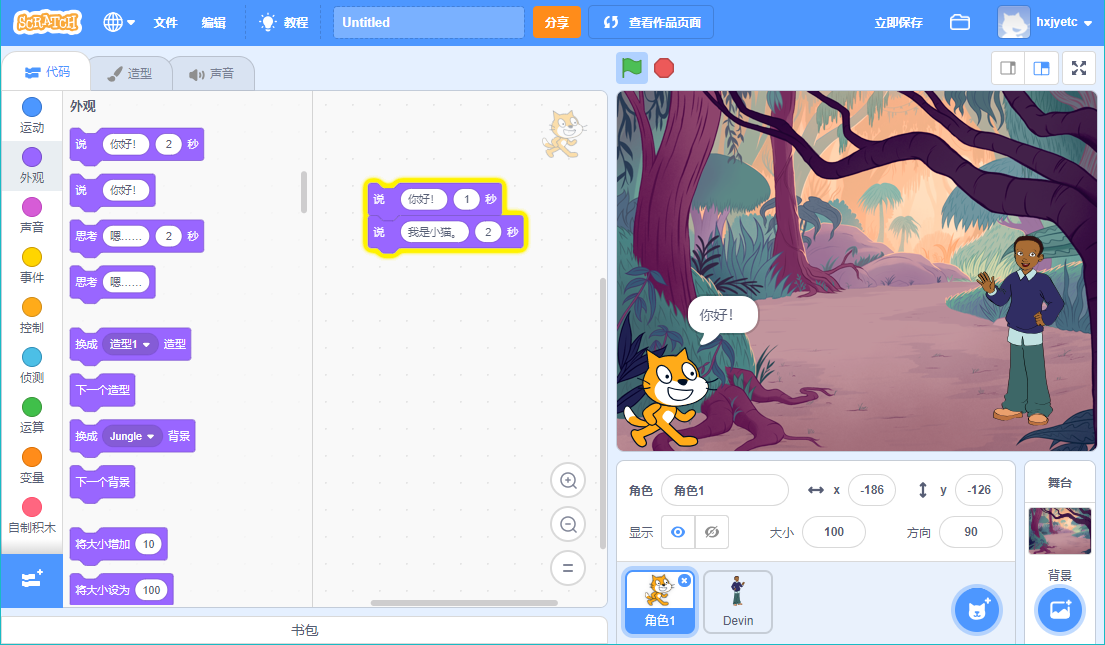 SCRATCH 文件 编辑 教程 Untitled 分享 查看作品页面 立即保存 hxjyetc
代码 造型 声音
运动
外观
声音
事件
控制
侦测
运算
变量
自制积木
外观
说 你好！ 2 秒
说 你好！
思考 嗯…… 2 秒
思考 嗯……
换成 造型1 造型
下一个造型
换成 Jungle 背景
下一个背景
将大小增加 10
将大小设为 100
说 你好！ 1 秒
说 我是小猫。 2 秒
书包
你好！
角色 角色1 x -186 y -126
显示 大小 100 方向 90
角色1 Devin
舞台
背景